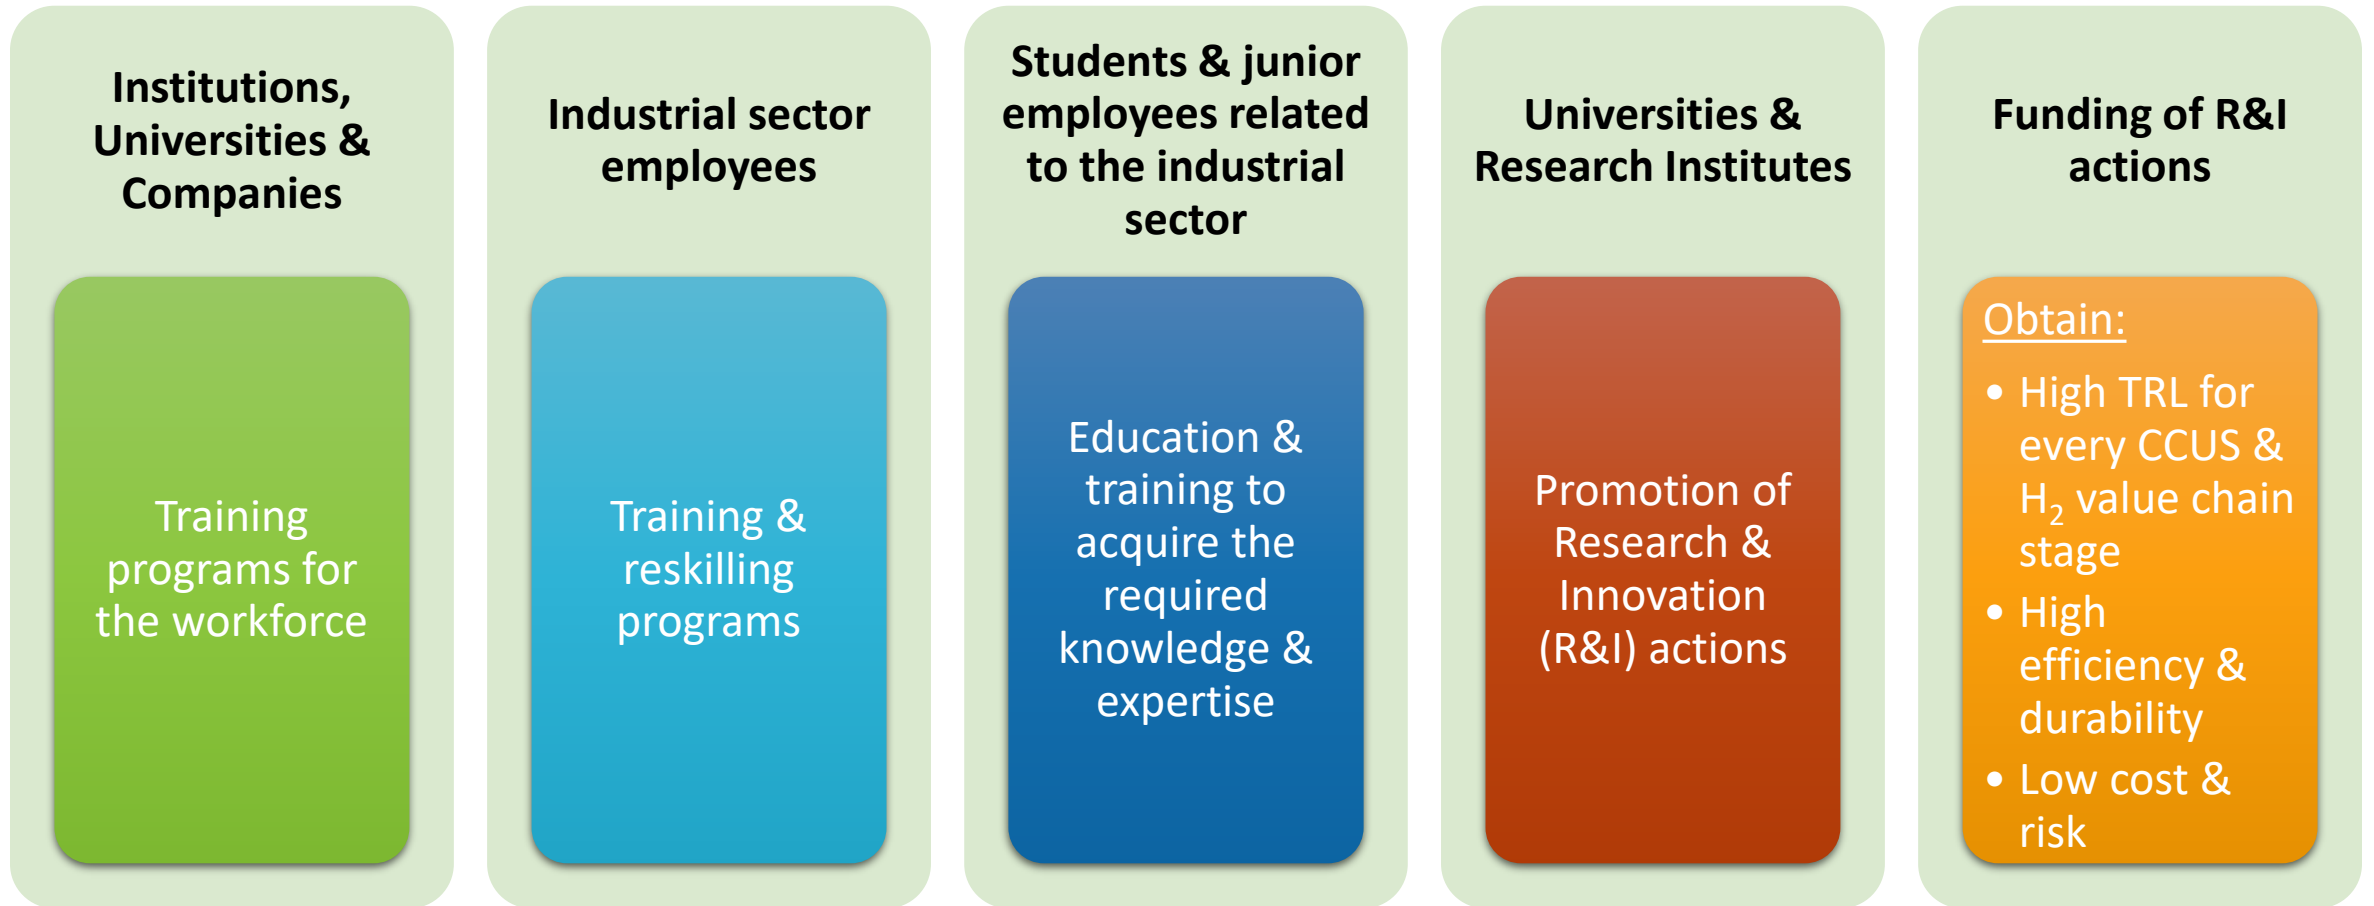 Institutions,
Universities &
Companies
Training
programs for
the workforce
Industrial sector
employees
Training &
reskilling
programs
Students & junior
employees related
to the industrial
sector
Education &
training to
acquire the
required
knowledge &
expertise
Universities &
Research Institutes
Promotion of
Research &
Innovation
(R&I) actions
Funding of R&I
actions
Obtain:
• High TRL for
every CCUS &
H₂ value chain
stage
• High
efficiency &
durability
• Low cost &
risk